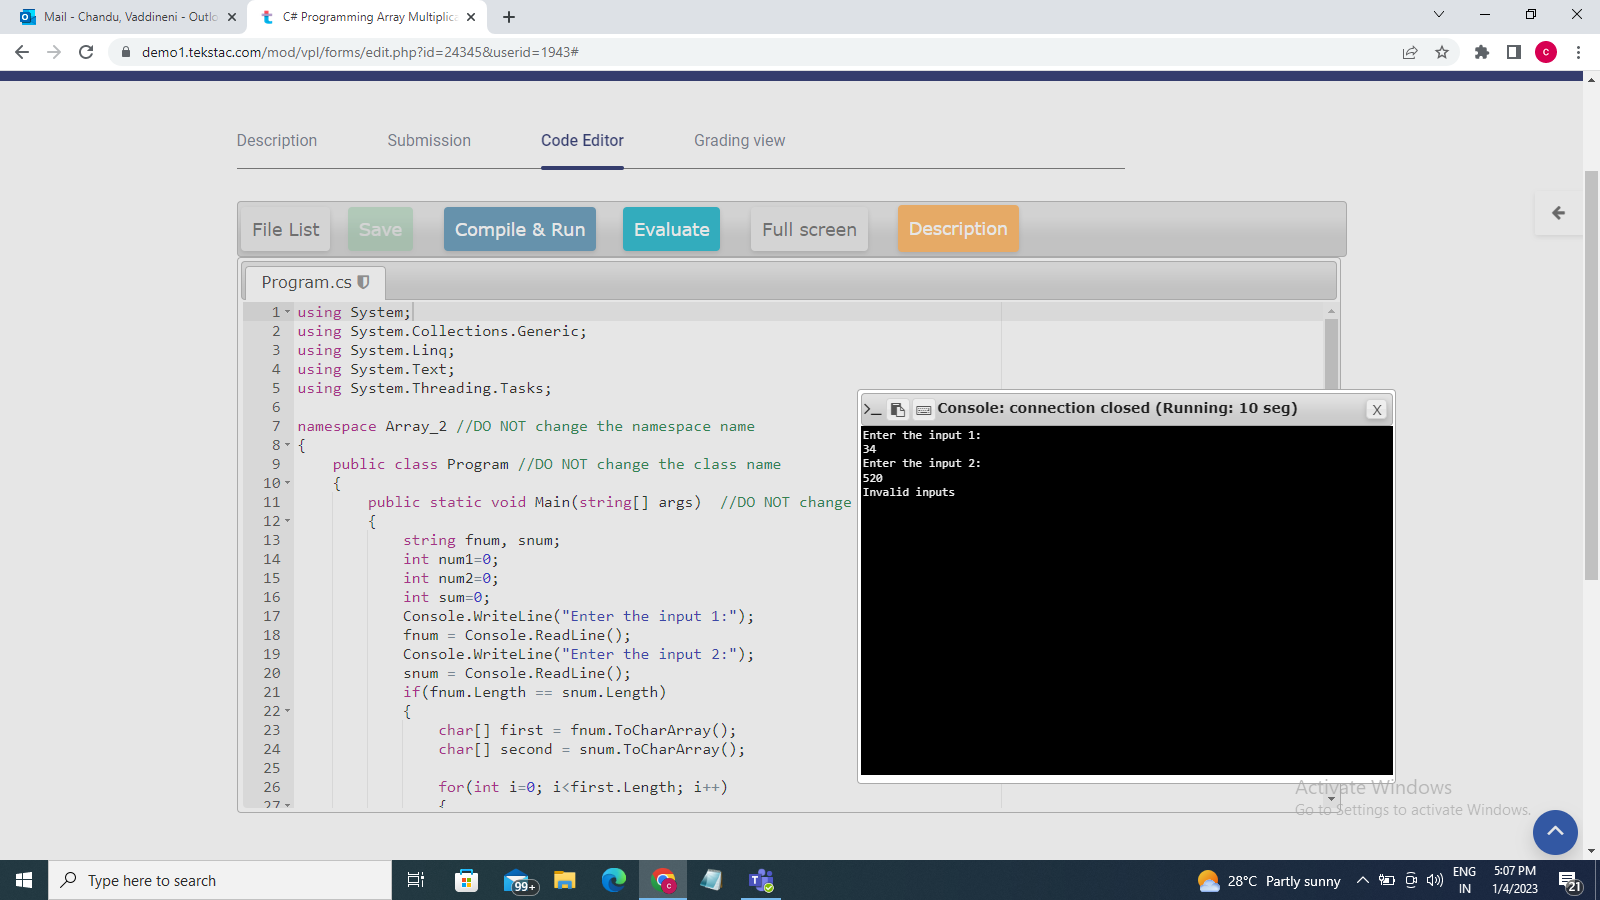 Mail - Chandu, Vaddineni - Outlo
C# Programming Array Multiplica
demo1.tekstac.com/mod/vpl/forms/edit.php?id=24345&userid=1943#
C
Description
Submission
Code Editor
Grading view
File List
Save
Compile & Run
Evaluate
Full screen
Description
Program.cs
1 using System;
2 using System.Collections.Generic;
3 using System.Linq;
4 using System.Text;
5 using System.Threading.Tasks;
6
7 namespace Array_2 //DO NOT change the namespace name
8 {
9 public class Program //DO NOT change the class name
10 {
11 public static void Main(string[] args) //DO NOT change
12 {
13 string fnum, snum;
14 int num1=0;
15 int num2=0;
16 int sum=0;
17 Console.WriteLine("Enter the input 1:");
18 fnum = Console.ReadLine();
19 Console.WriteLine("Enter the input 2:");
20 snum = Console.ReadLine();
21 if(fnum.Length == snum.Length)
22 {
23 char[] first = fnum.ToCharArray();
24 char[] second = snum.ToCharArray();
25
26 for(int i=0; i<first.Length; i++)
27 {
Console: connection closed (Running: 10 seg)
X
Enter the input 1:
34
Enter the input 2:
520
Invalid inputs
Activate Windows
Go to Settings to activate Windows.
Type here to search
99+
C
28°C Partly sunny
ENG
IN
5:07 PM
1/4/2023
21